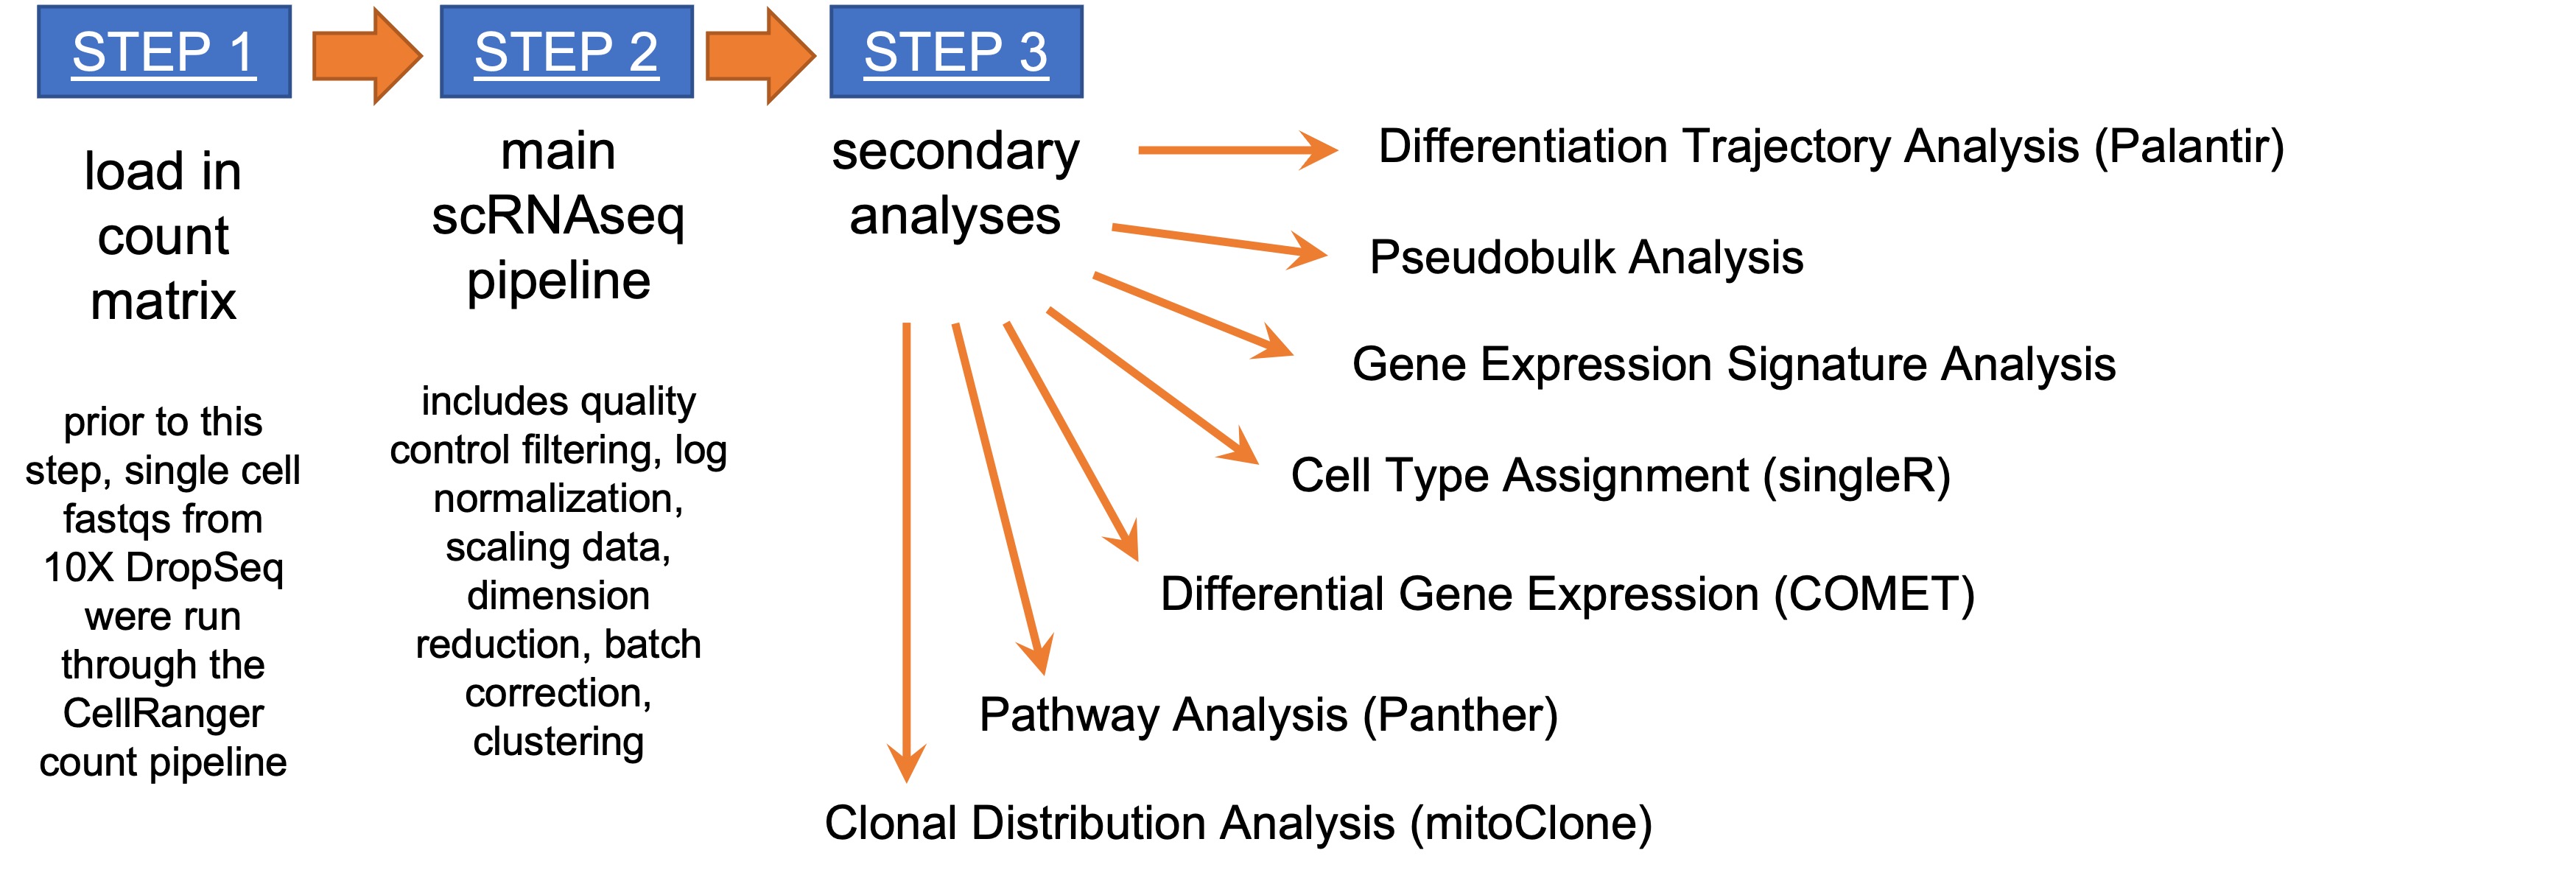 STEP 1
STEP 2
STEP 3
load in
count
matrix
prior to this
step, single cell
fastqs from
10X DropSeq
were run
through the
CellRanger
count pipeline
main
scRNAseq
pipeline
includes quality
control filtering, log
normalization,
scaling data,
dimension
reduction, batch
correction,
clustering
secondary
analyses
Differentiation Trajectory Analysis (Palantir)
Pseudobulk Analysis
Gene Expression Signature Analysis
Cell Type Assignment (singleR)
Differential Gene Expression (COMET)
Pathway Analysis (Panther)
Clonal Distribution Analysis (mitoClone)